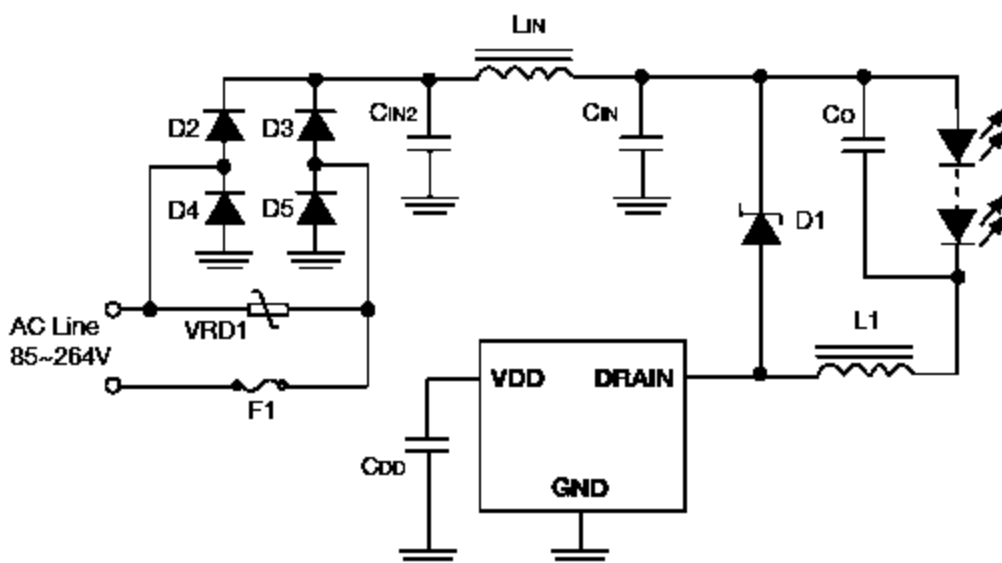 LIN
D2
D3
CIN2
CIN
CO
D4
D5
D1
AC Line
85~264V
VRD1
L1
F1
VDD
DRAIN
CDD
GND